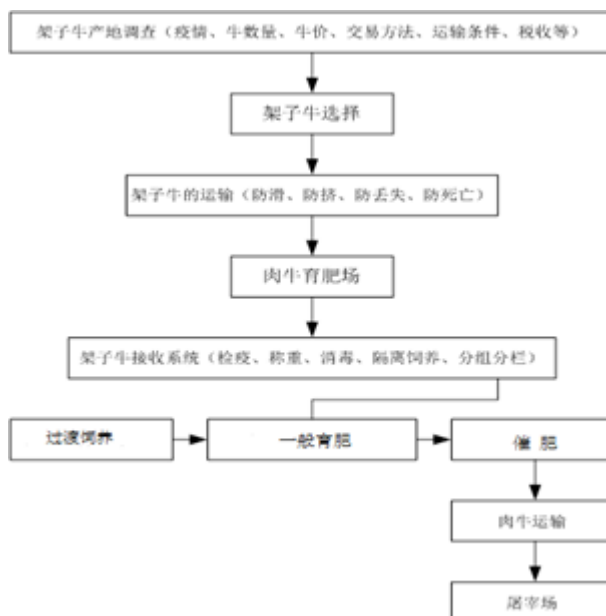 架子牛产地调查（疫情、牛数量、牛价、交易方法、运输条件、税收等）
架子牛选择
架子牛的运输（防滑、防挤、防丢失、防死亡）
肉牛育肥场
架子牛接收系统（检疫、称重、消毒、隔离饲养、分组分栏）
过渡饲养
一般育肥
催 肥
肉牛运输
屠宰场